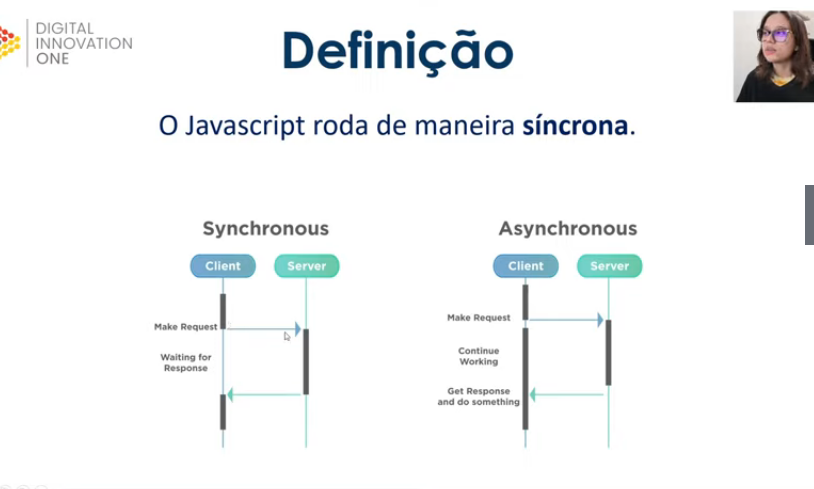 DIGITAL
INNOVATION
ONE
Definição
O Javascript roda de maneira síncrona.
Synchronous
Client
Server
Make Request
Waiting for
Response
Asynchronous
Client
Server
Make Request
Continue
Working
Get Response
and do something